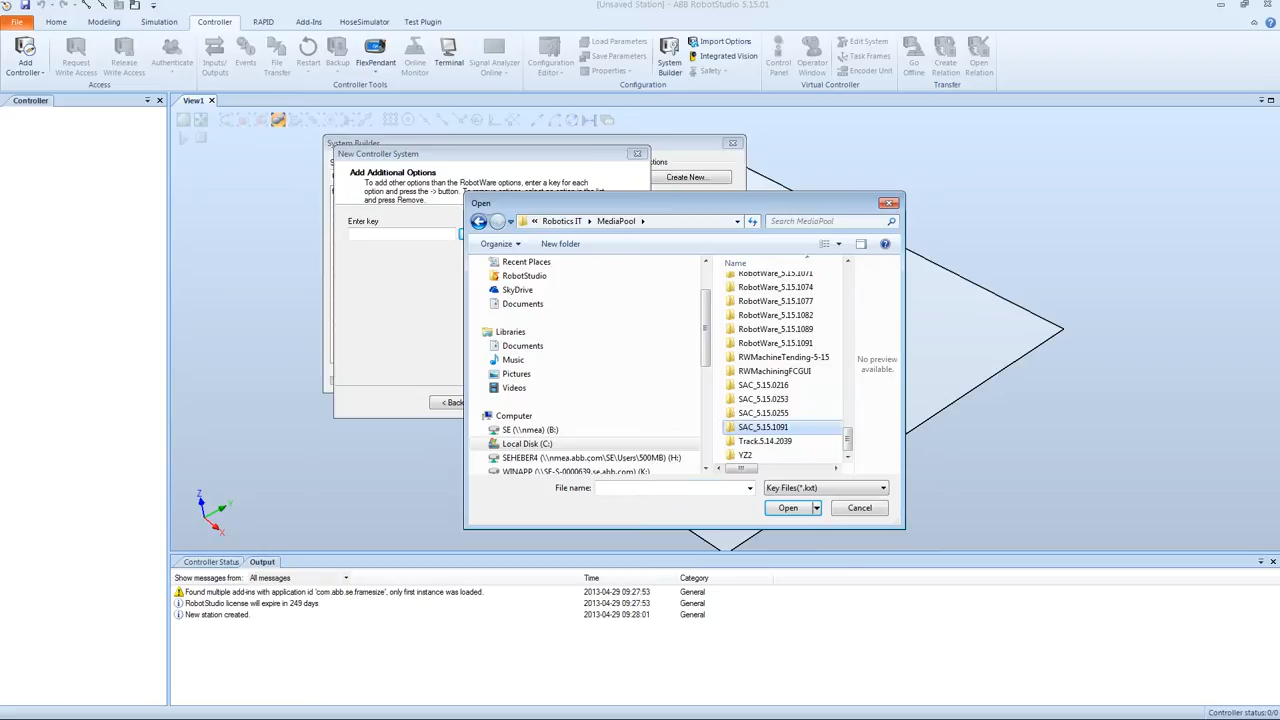 [Unsaved Station] - ABB RobotStudio 5.15.01
File Home Modeling Simulation Controller RAPID Add-Ins HoseSimulator Test Plugin
Add Controller
Request Write Access
Release Write Access
Authenticate
Access
Inputs/Outputs
Events
File Transfer
Restart
Backup
FlexPendant
Online Monitor
Terminal
Signal Analyzer Online
Controller Tools
Configuration Editor
Load Parameters
Save Parameters
Properties
System Builder
Import Options
Integrated Vision
Safety
Configuration
Control Panel
Operator Window
Edit System
Task Frames
Encoder Unit
Virtual Controller
Go Offline
Create Relation
Open Relation
Transfer
Controller
View1
System Builder
New Controller System
Add Additional Options
To add other options than the RobotWare options, enter a key for each
option and press the -> button.
and press Remove.
Enter key
< Back
Create New...
Open
« Robotics IT MediaPool
Search MediaPool
Organize New folder
Recent Places
RobotStudio
SkyDrive
Documents
Libraries
Documents
Music
Pictures
Videos
Computer
SE (\\nmea) (B:)
Local Disk (C:)
SEHEBER4 (\\nmea.abb.com\SE\Users\500MB) (H:)
WINAPP (\\SE-S-0000639.se.abb.com) (K:)
Name
RobotWare_5.15.1071
RobotWare_5.15.1074
RobotWare_5.15.1077
RobotWare_5.15.1082
RobotWare_5.15.1089
RobotWare_5.15.1091
RWMachineTending-5-15
RWMachiningFCGUI
SAC_5.15.0216
SAC_5.15.0253
SAC_5.15.0255
SAC_5.15.1091
Track.5.14.2039
YZ2
No preview
available.
File name:
Key Files(*.kxt)
Open
Cancel
Z
Y
X
Controller Status Output
Show messages from: All messages Time Category
Found multiple add-ins with application id 'com.abb.se.framesize', only first instance was loaded. 2013-04-29 09:27:53 General
RobotStudio license will expire in 249 days 2013-04-29 09:27:53 General
New station created. 2013-04-29 09:28:01 General
Controller status: 0/0